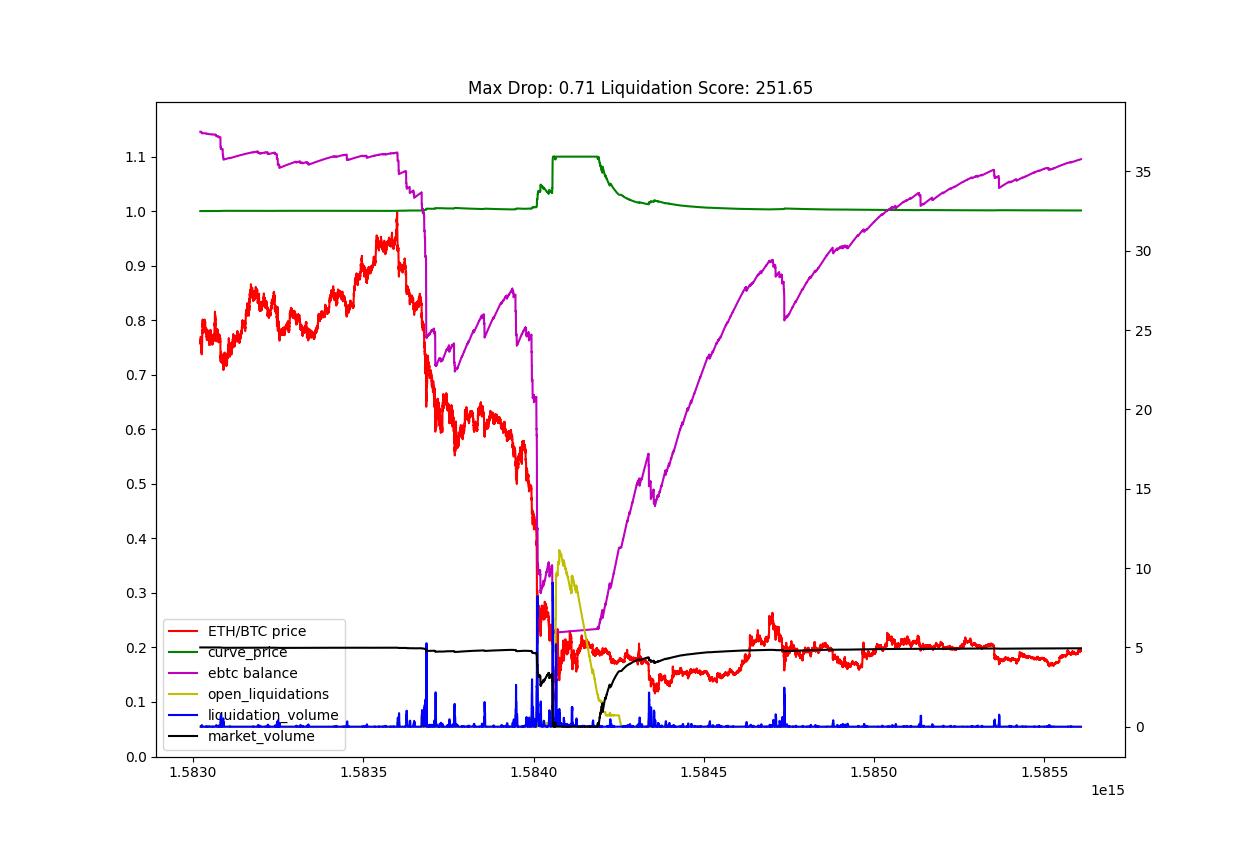 Max Drop: 0.71 Liquidation Score: 251.65
1.1
1.0
0.9
0.8
0.7
0.6
0.5
0.4
0.3
0.2
0.1
0.0
35
30
25
20
15
10
5
0
ETH/BTC price
curve_price
ebtc balance
open_liquidations
liquidation_volume
market_volume
1.5830 1.5835 1.5840 1.5845 1.5850 1.5855
1e15